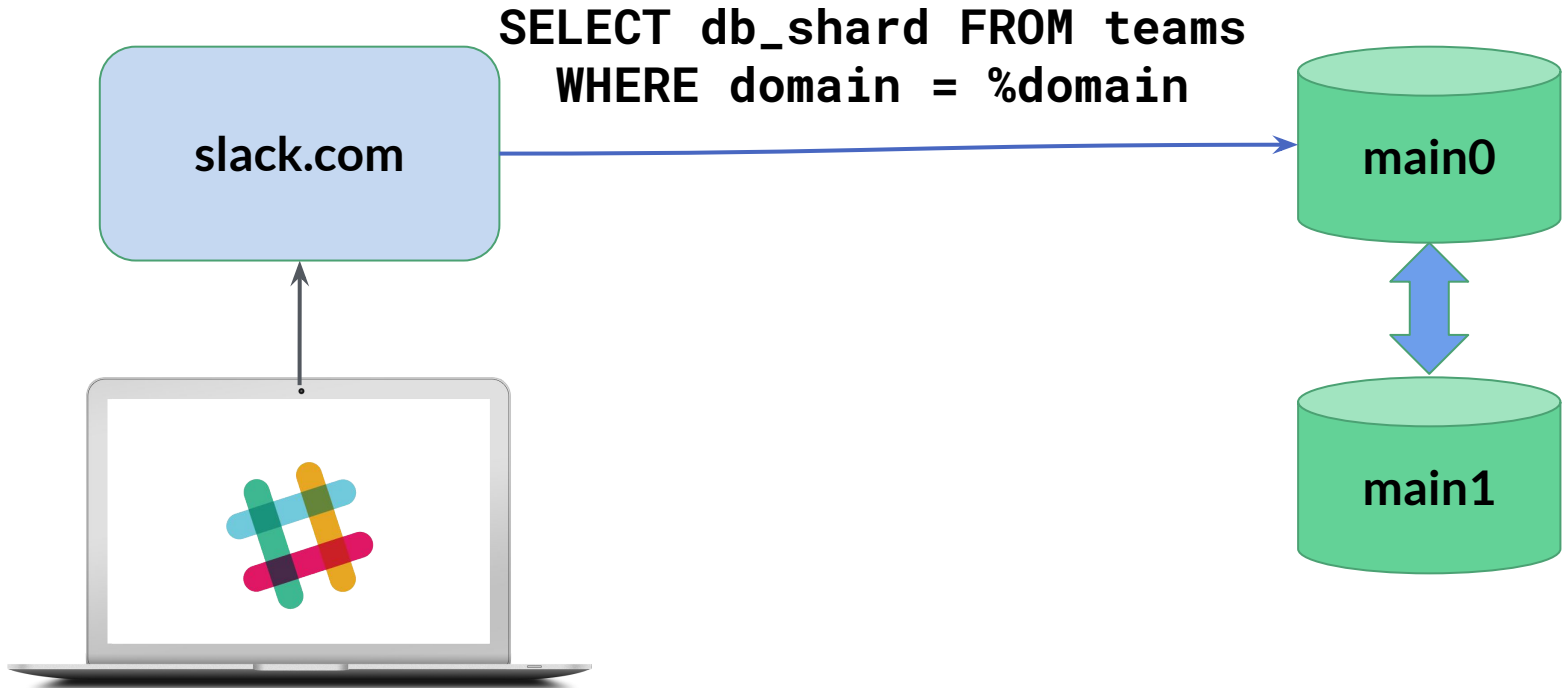 SELECT db_shard FROM teams
WHERE domain = %domain
slack.com
main0
main1